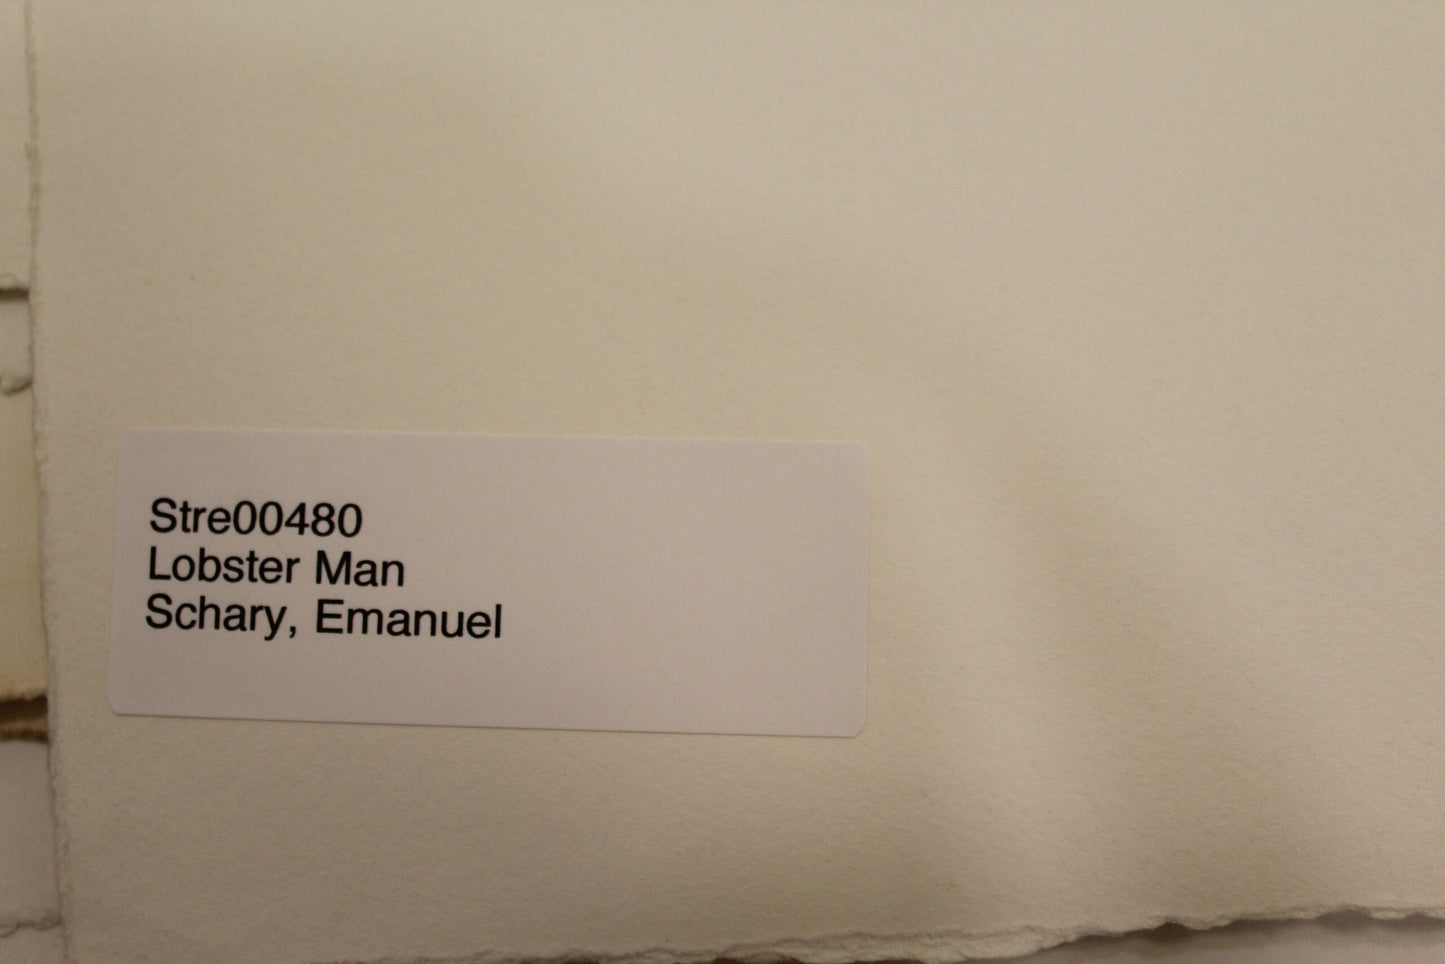 Stre00480
Lobster Man
Schary, Emanuel